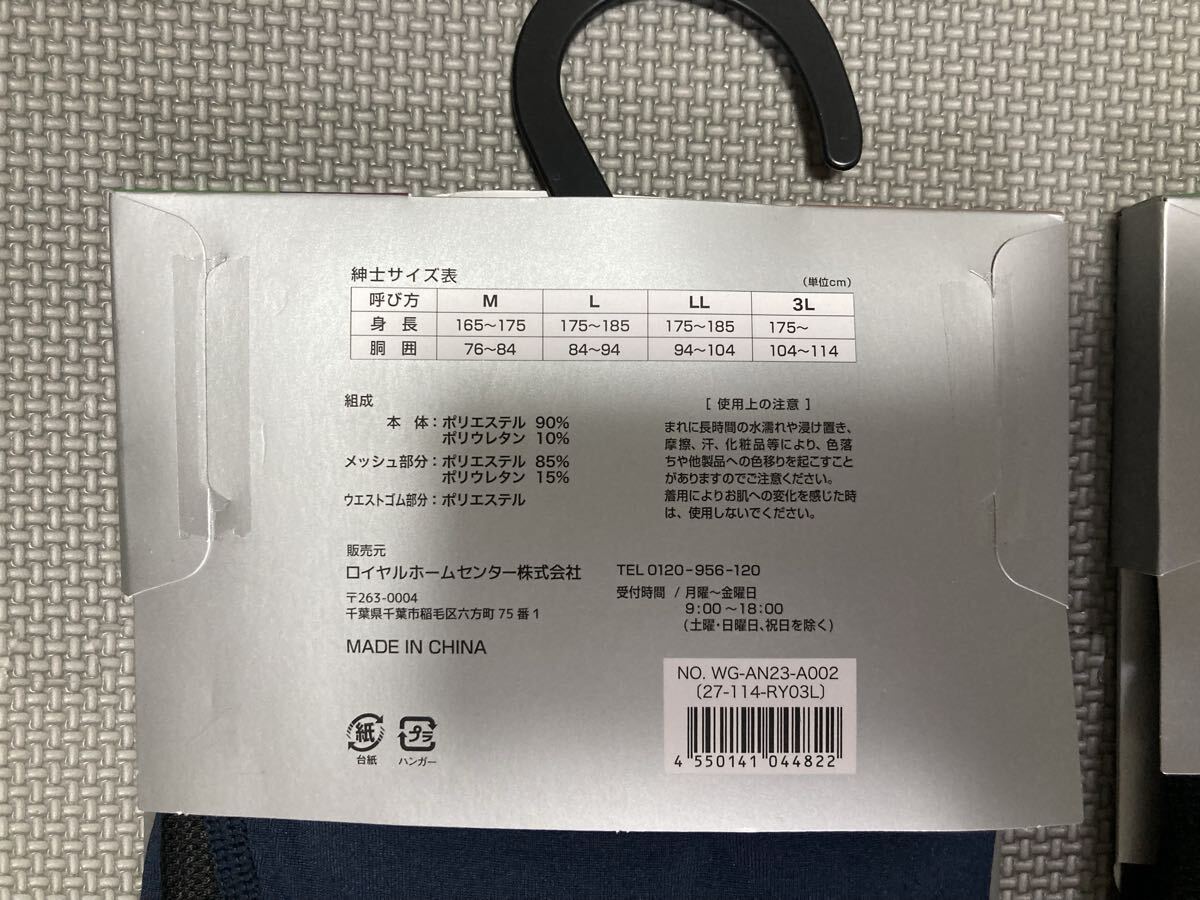 紳士サイズ表
(単位cm)
呼び方 M L LL 3L
身 長 165〜175 175〜185 175〜185 175〜
胴 囲 76〜84 84〜94 94〜104 104〜114
組成
本 体：ポリエステル 90%
ポリウレタン 10%
メッシュ部分：ポリエステル 85%
ポリウレタン 15%
ウエストゴム部分：ポリエステル
［ 使用上の注意 ］
まれに長時間の水濡れや浸け置き、
摩擦、汗、化粧品等により、色落
ちや他製品への色移りを起こすこと
がありますのでご注意ください。
着用によりお肌への変化を感じた時
は、使用しないでください。
販売元
ロイヤルホームセンター株式会社
〒263-0004
千葉県千葉市稲毛区六方町 75 番 1
MADE IN CHINA
TEL 0120-956-120
受付時間 / 月曜〜金曜日
9:00〜18:00
(土曜・日曜日、祝日を除く)
NO. WG-AN23-A002
〔27-114-RY03L〕
4 550141 044822
紙
台紙
プラ
ハンガー